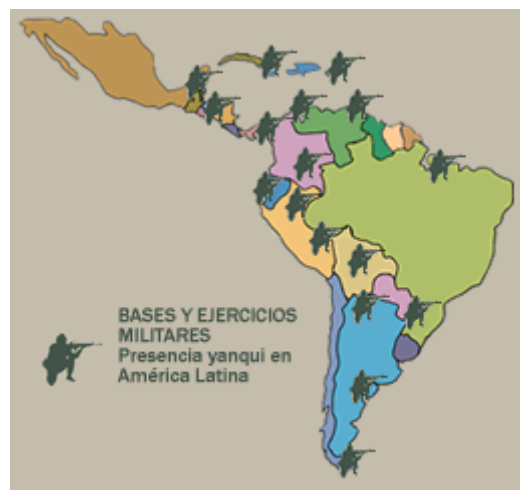 BASES Y EJERCICIOS
MILITARES
Presencia yanqui en
América Latina